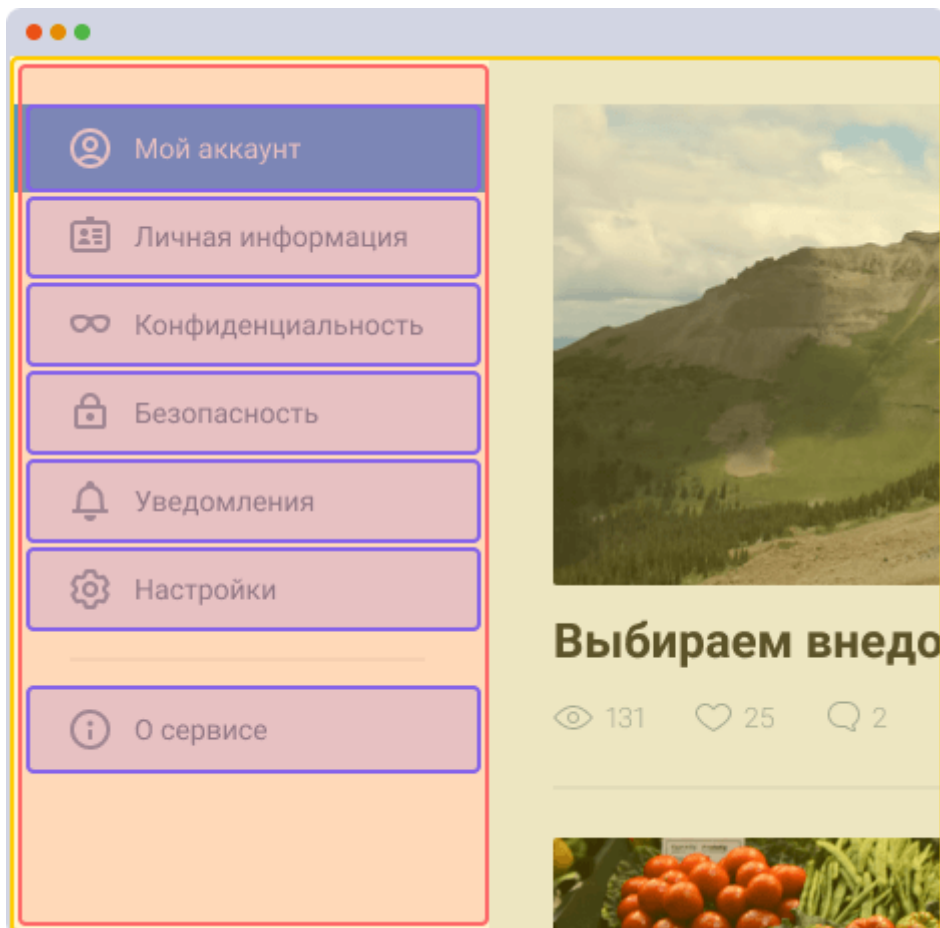 Мой аккаунт
Личная информация
Конфиденциальность
Безопасность
Уведомления
Настройки
О сервисе
Выбираем внедо
131 25 2